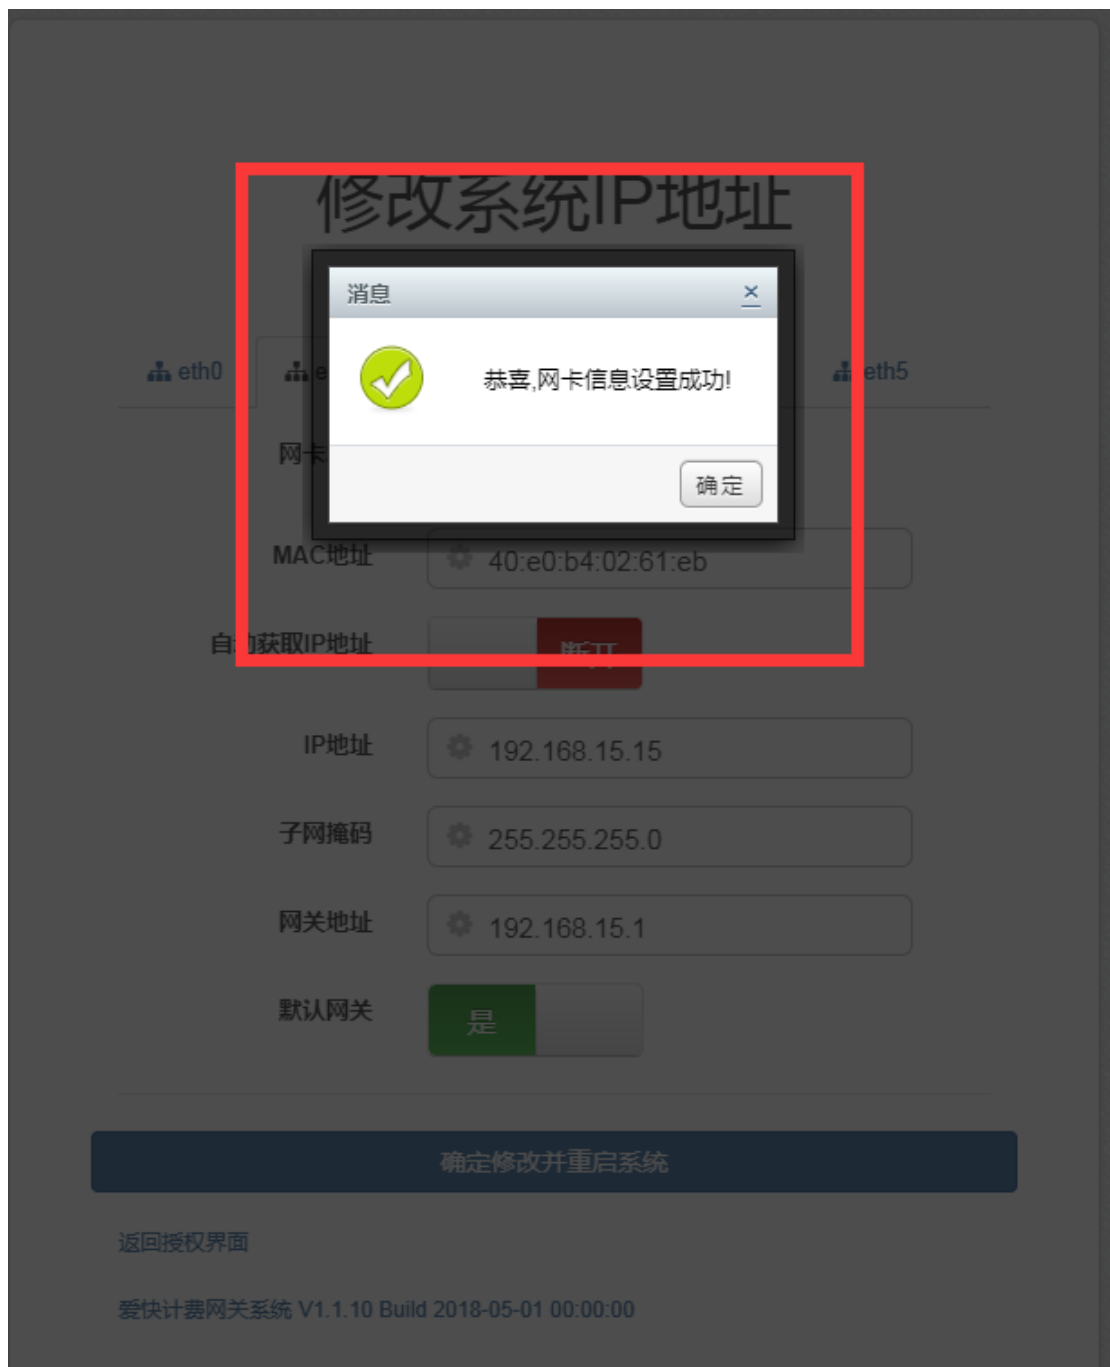 修改系统IP地址
消息
×
eth0
e
eth5
恭喜,网卡信息设置成功!
网卡
确定
MAC地址
40:e0:b4:02:61:eb
自动获取IP地址
断开
IP地址
192.168.15.15
子网掩码
255.255.255.0
网关地址
192.168.15.1
默认网关
是
确定修改并重启系统
返回授权界面
爱快计费网关系统 V1.1.10 Build 2018-05-01 00:00:00